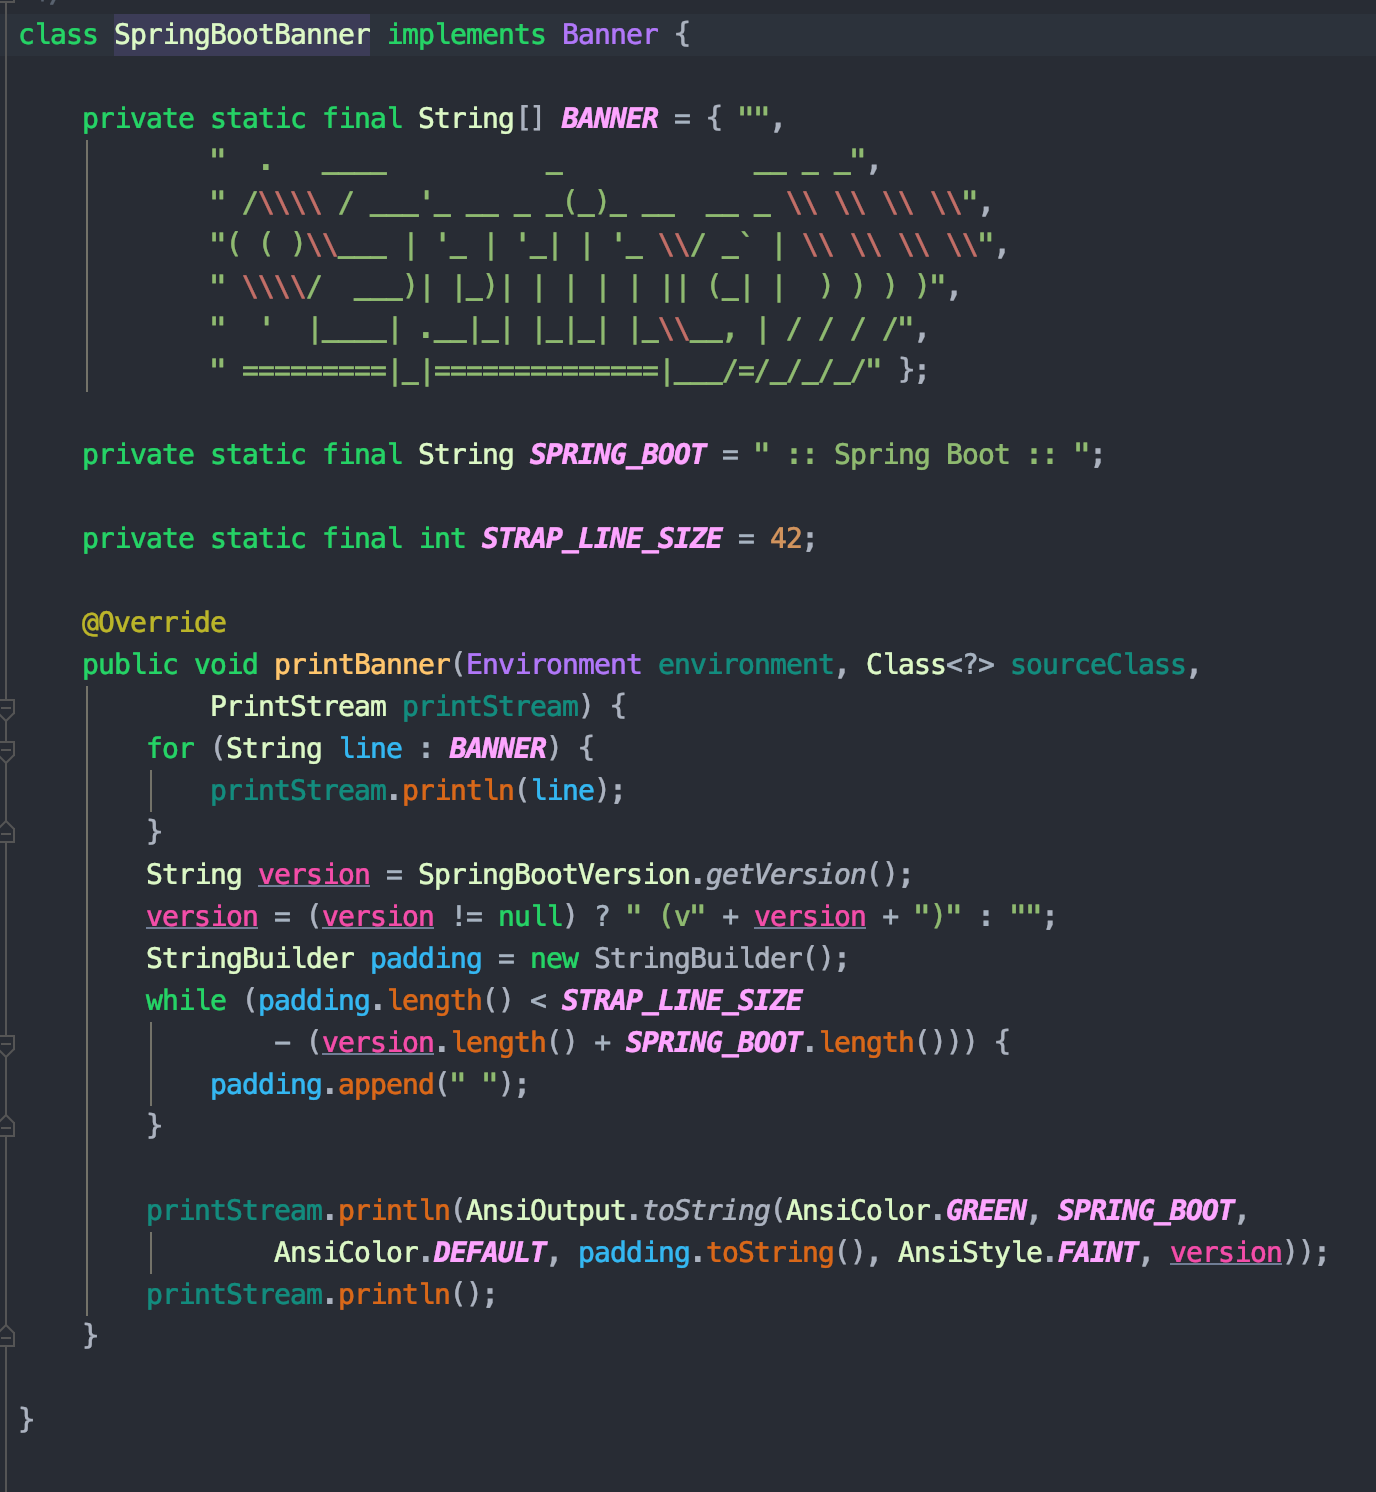 class SpringBootBanner implements Banner {

    private static final String[] BANNER = { "",
            "  .   ____          _            __ _ _",
            " /\\\\ / ___'_ __ _ _(_)_ __  __ _ \\ \\ \\ \\",
            "( ( )\\___ | '_ | '_| | '_ \\/ _` | \\ \\ \\ \\",
            " \\\\/  ___)| |_)| | | | | || (_| |  ) ) ) )",
            "  '  |____| .__|_| |_|_| |_\\__, | / / / /",
            " =========|_|==============|___/=/_/_/_/" };

    private static final String SPRING_BOOT = " :: Spring Boot :: ";

    private static final int STRAP_LINE_SIZE = 42;

    @Override
    public void printBanner(Environment environment, Class<?> sourceClass,
            PrintStream printStream) {
        for (String line : BANNER) {
            printStream.println(line);
        }
        String version = SpringBootVersion.getVersion();
        version = (version != null) ? " (v" + version + ")" : "";
        StringBuilder padding = new StringBuilder();
        while (padding.length() < STRAP_LINE_SIZE
                - (version.length() + SPRING_BOOT.length())) {
            padding.append(" ");
        }

        printStream.println(AnsiOutput.toString(AnsiColor.GREEN, SPRING_BOOT,
                AnsiColor.DEFAULT, padding.toString(), AnsiStyle.FAINT, version));
        printStream.println();
    }

}